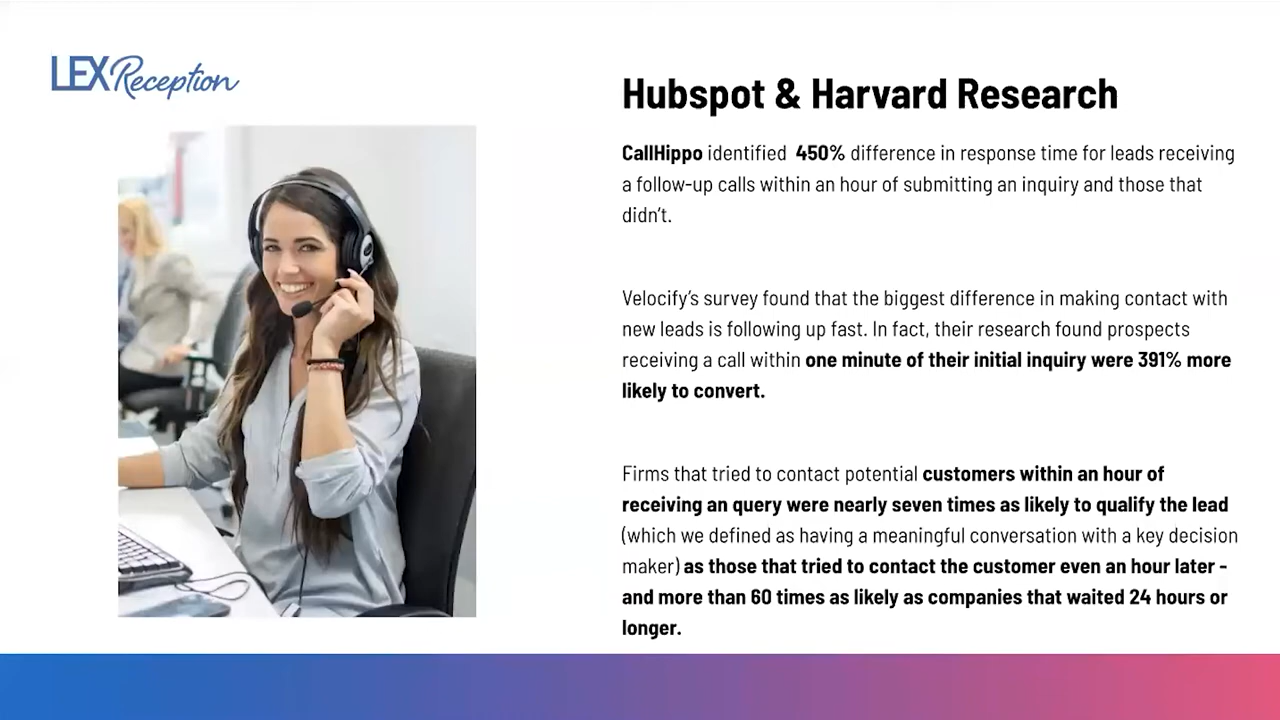 LEX Reception
Hubspot & Harvard Research
CallHippo identified 450% difference in response time for leads receiving
a follow-up calls within an hour of submitting an inquiry and those that
didn't.
Velocify's survey found that the biggest difference in making contact with
new leads is following up fast. In fact, their research found prospects
receiving a call within one minute of their initial inquiry were 391% more
likely to convert.
Firms that tried to contact potential customers within an hour of
receiving an query were nearly seven times as likely to qualify the lead
(which we defined as having a meaningful conversation with a key decision
maker) as those that tried to contact the customer even an hour later -
and more than 60 times as likely as companies that waited 24 hours or
longer.